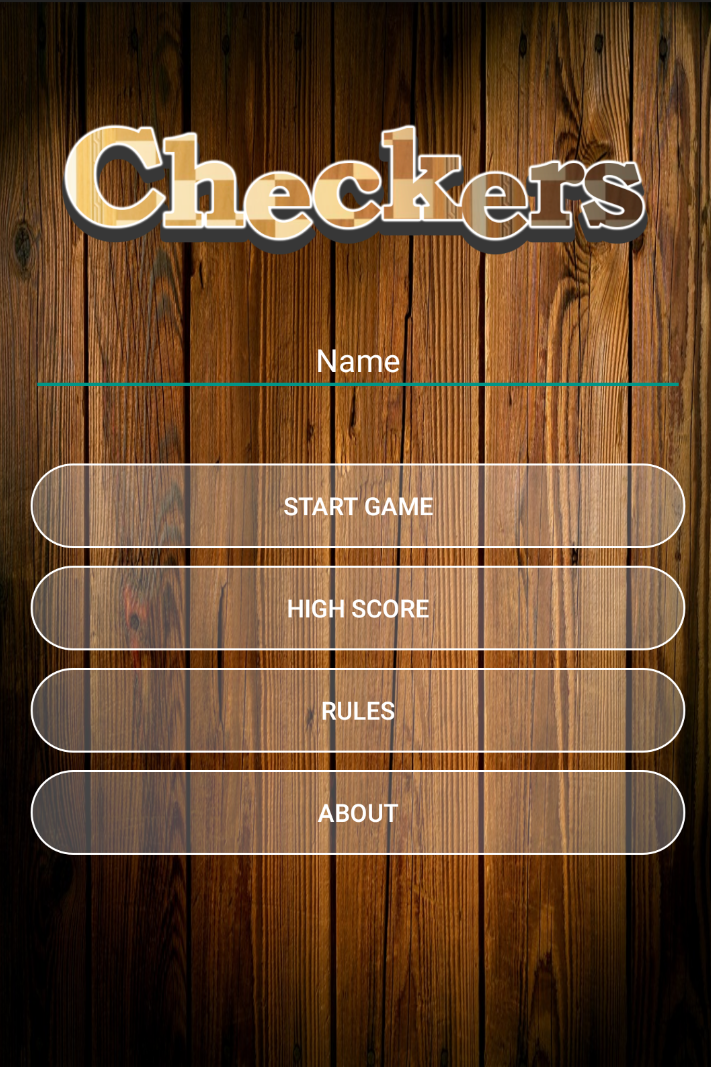 Checkers
Name
START GAME
HIGH SCORE
RULES
ABOUT